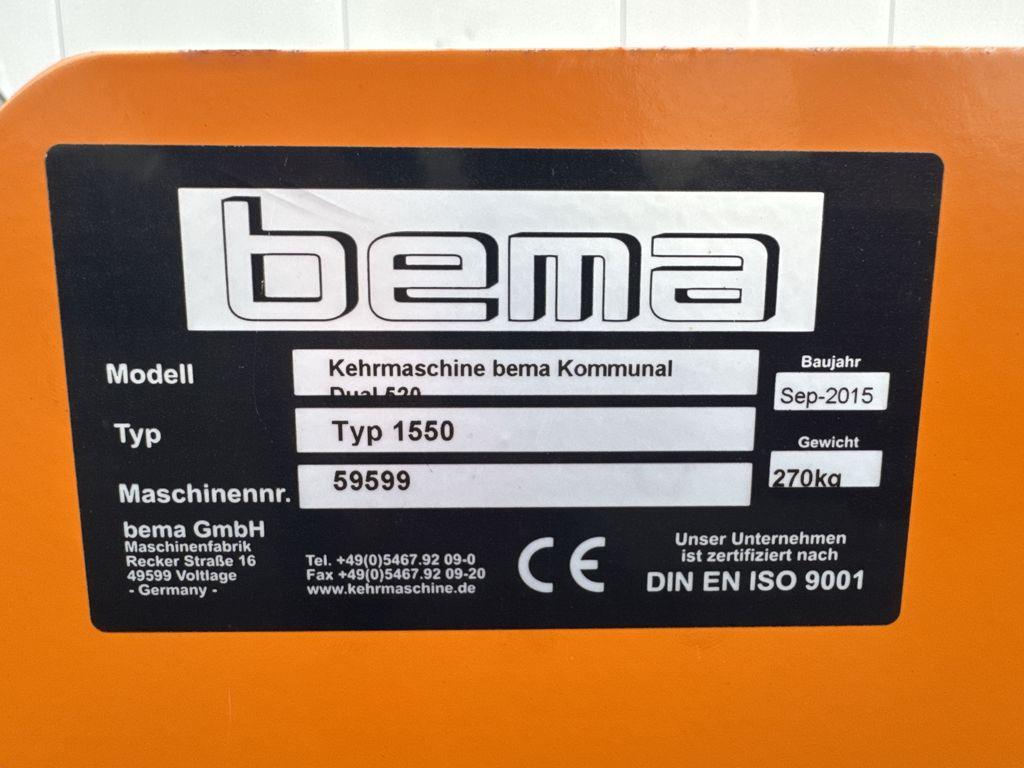 bema
Modell
Kehrmaschine bema Kommunal
Dual 520
Baujahr
Sep-2015
Typ
Typ 1550
Gewicht
270kg
Maschinennr.
59599
bema GmbH
Maschinenfabrik
Recker Straße 16
49599 Voltlage
- Germany -
Tel. +49(0)5467.92 09-0
Fax +49(0)5467.92 09-20
www.kehrmaschine.de
CE
Unser Unternehmen
ist zertifiziert nach
DIN EN ISO 9001